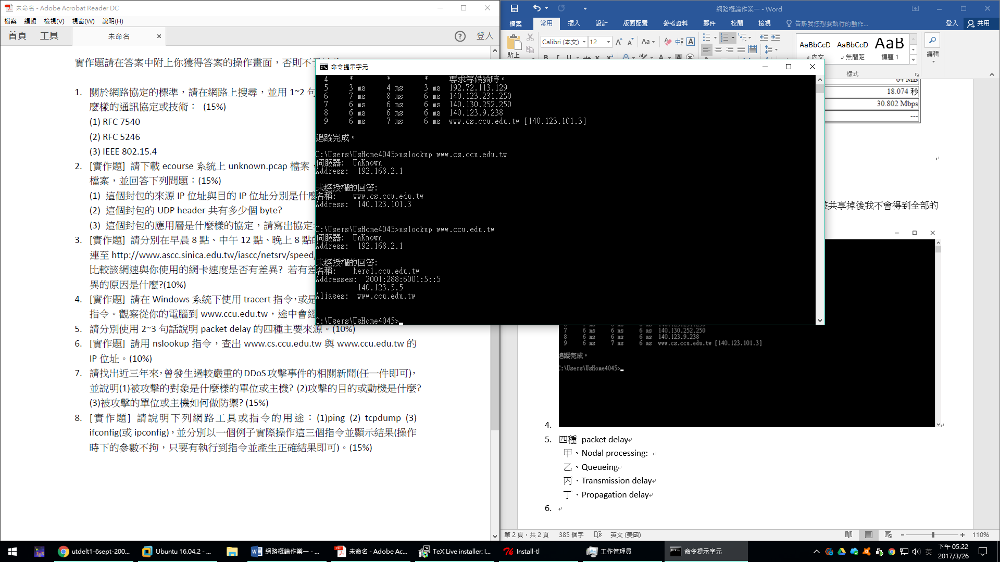 未命名 - Adobe Acrobat Reader DC
檔案 編輯 檢視(V) 視窗(W) 說明(H)
首頁 工具 未命名 × 登入
實作題請在答案中附上你獲得答案的操作畫面，否則不
1. 關於網路協定的標準，請在網路上搜尋，並用 1~2 句
麼樣的通訊協定或技術： (15%)
(1) RFC 7540
(2) RFC 5246
(3) IEEE 802.15.4
2. [實作題] 請下載 ecourse 系統上 unknown.pcap 檔案，
檔案，並回答下列問題：(15%)
(1) 這個封包的來源 IP 位址與目的 IP 位址分別是什麼
(2) 這個封包的 UDP header 共有多少個 byte?
(3) 這個封包的應用層是什麼樣的協定，請寫出協定
3. [實作題] 請分別在早晨 8 點、中午 12 點、晚上 8 點的
連至 http://www.ascc.sinica.edu.tw/iascc/netsrv/speed/
比較該網速與你使用的網卡速度是否有差異? 若有差
異的原因是什麼?(10%)
4. [實作題] 請在 Windows 系統下使用 tracert 指令,或是
指令。觀察從你的電腦到 www.ccu.edu.tw，途中會經
5. 請分別使用 2~3 句話說明 packet delay 的四種主要來源。(10%)
6. [實作題] 請用 nslookup 指令，查出 www.cs.ccu.edu.tw 與 www.ccu.edu.tw 的
IP 位址。(10%)
7. 請找出近三年來,曾發生過較嚴重的 DDoS 攻擊事件的相關新聞(任一件即可),
並說明(1)被攻擊的對象是什麼樣的單位或主機? (2)攻擊的目的或動機是什麼?
(3)被攻擊的單位或主機如何做防禦? (15%)
8. [實作題] 請說明下列網路工具或指令的用途：(1)ping (2) tcpdump (3)
ifconfig(或 ipconfig)，並分別以一個例子實際操作這三個指令並顯示結果(操作
時下的參數不拘，只要有執行到指令並產生正確結果即可)。(15%)
命令提示字元
4 * * * 要求等候逾時。
5 3 ms 4 ms 3 ms 192.72.113.129
6 7 ms 8 ms 6 ms 140.123.231.250
7 6 ms 6 ms 6 ms 140.130.252.250
8 6 ms 6 ms 6 ms 140.123.9.238
9 6 ms 7 ms 6 ms www.cs.ccu.edu.tw [140.123.101.3]
追蹤完成。
C:\Users\UsHome4045>nslookup www.cs.ccu.edu.tw
伺服器: UnKnown
Address: 192.168.2.1
未經授權的回答:
名稱: www.cs.ccu.edu.tw
Address: 140.123.101.3
C:\Users\UsHome4045>nslookup www.ccu.edu.tw
伺服器: UnKnown
Address: 192.168.2.1
未經授權的回答:
名稱: hero1.ccu.edu.tw
Addresses: 2001:288:6001:5::5
140.123.5.5
Aliases: www.ccu.edu.tw
C:\Users\UsHome4045>
網路概論作業一 - Word
檔案 常用 插入 設計 版面配置 參考資料 郵件 校閱 檢視 告訴我您想要執行的動作... 登入 共用
貼上 Calibri (本文) 12
AaBbCcD AaBbCcD AaB
內文 無間距 標題 1
樣式 編輯
64 MB
18.074 秒
30.802 Mbps
---
共享掉後我不會得到全部的
7 6 ms 6 ms 6 ms 140.130.252.250
8 6 ms 6 ms 6 ms 140.123.9.238
9 6 ms 7 ms 6 ms www.cs.ccu.edu.tw [140.123.101.3]
追蹤完成。
C:\Users\UsHome4045>
4.
5. 四種 packet delay
甲、Nodal processing:
乙、Queueing
丙、Transmission delay
丁、Propagation delay
6.
第 2 頁，共 2 頁 385 個字 英文 (美國) 110%
utdelt1-6sept-200... Ubuntu 16.04.2 - ... 網路概論作業一 - ... 未命名 - Adobe Ac... TeX Live installer: I... Install-tl 工作管理員 命令提示字元 英 下午 05:22
2017/3/26